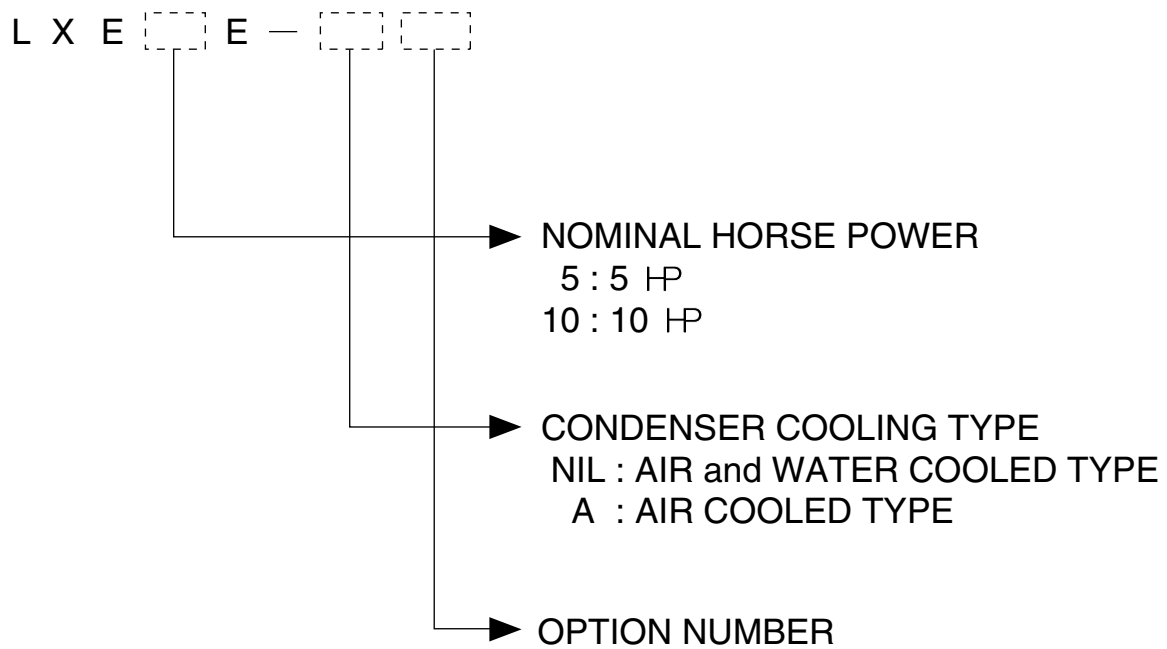 L X E E —
NOMINAL HORSE POWER
5 : 5 HP
10 : 10 HP
CONDENSER COOLING TYPE
NIL : AIR and WATER COOLED TYPE
A : AIR COOLED TYPE
OPTION NUMBER